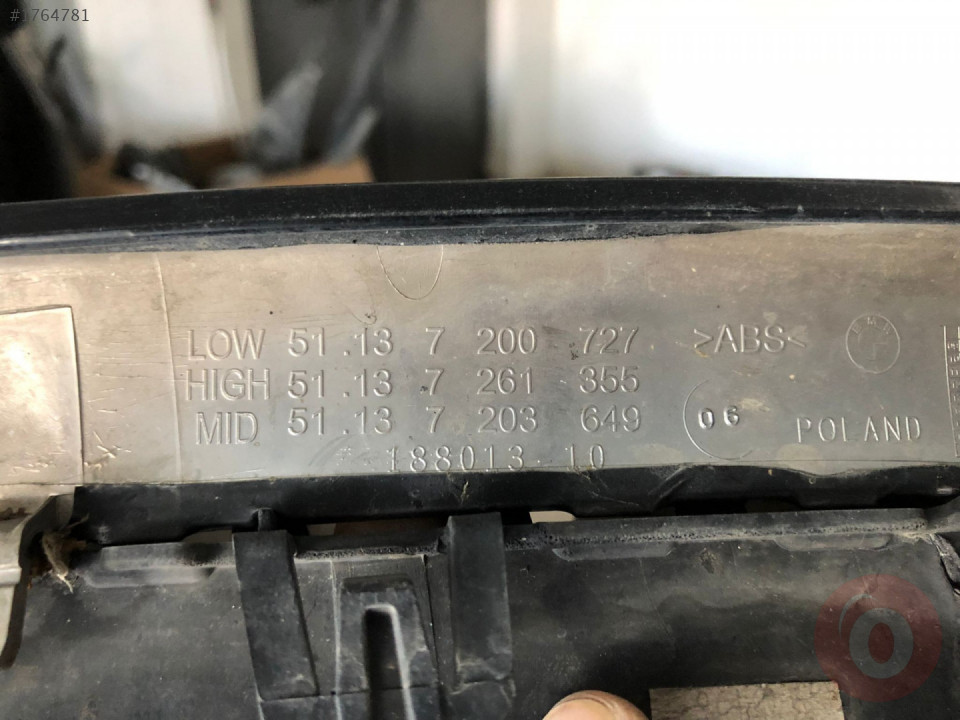 #1764781
LOW 51.13 7 200 727 >ABS<
HIGH 51.13 7 261 355
MID 51.13 7 203 649 06 POLAND
188013.10
O